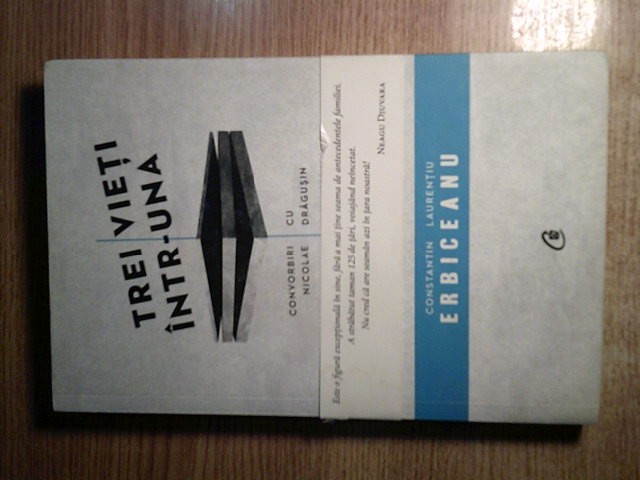 TREI VIEȚI
ÎNTR-UNA
CONVORBIRI CU
NICOLAE DRĂGUȘIN
Este o figură excepțională în sine, fără a mai ține seama de antecedentele familiei.
A străbătut taman 125 de țări, voiajând neîncetat.
Nu cred că are seamăn azi în țara noastră!
NEAGU DJUVARA
CONSTANTIN LAURENȚIU
ERBICEANU